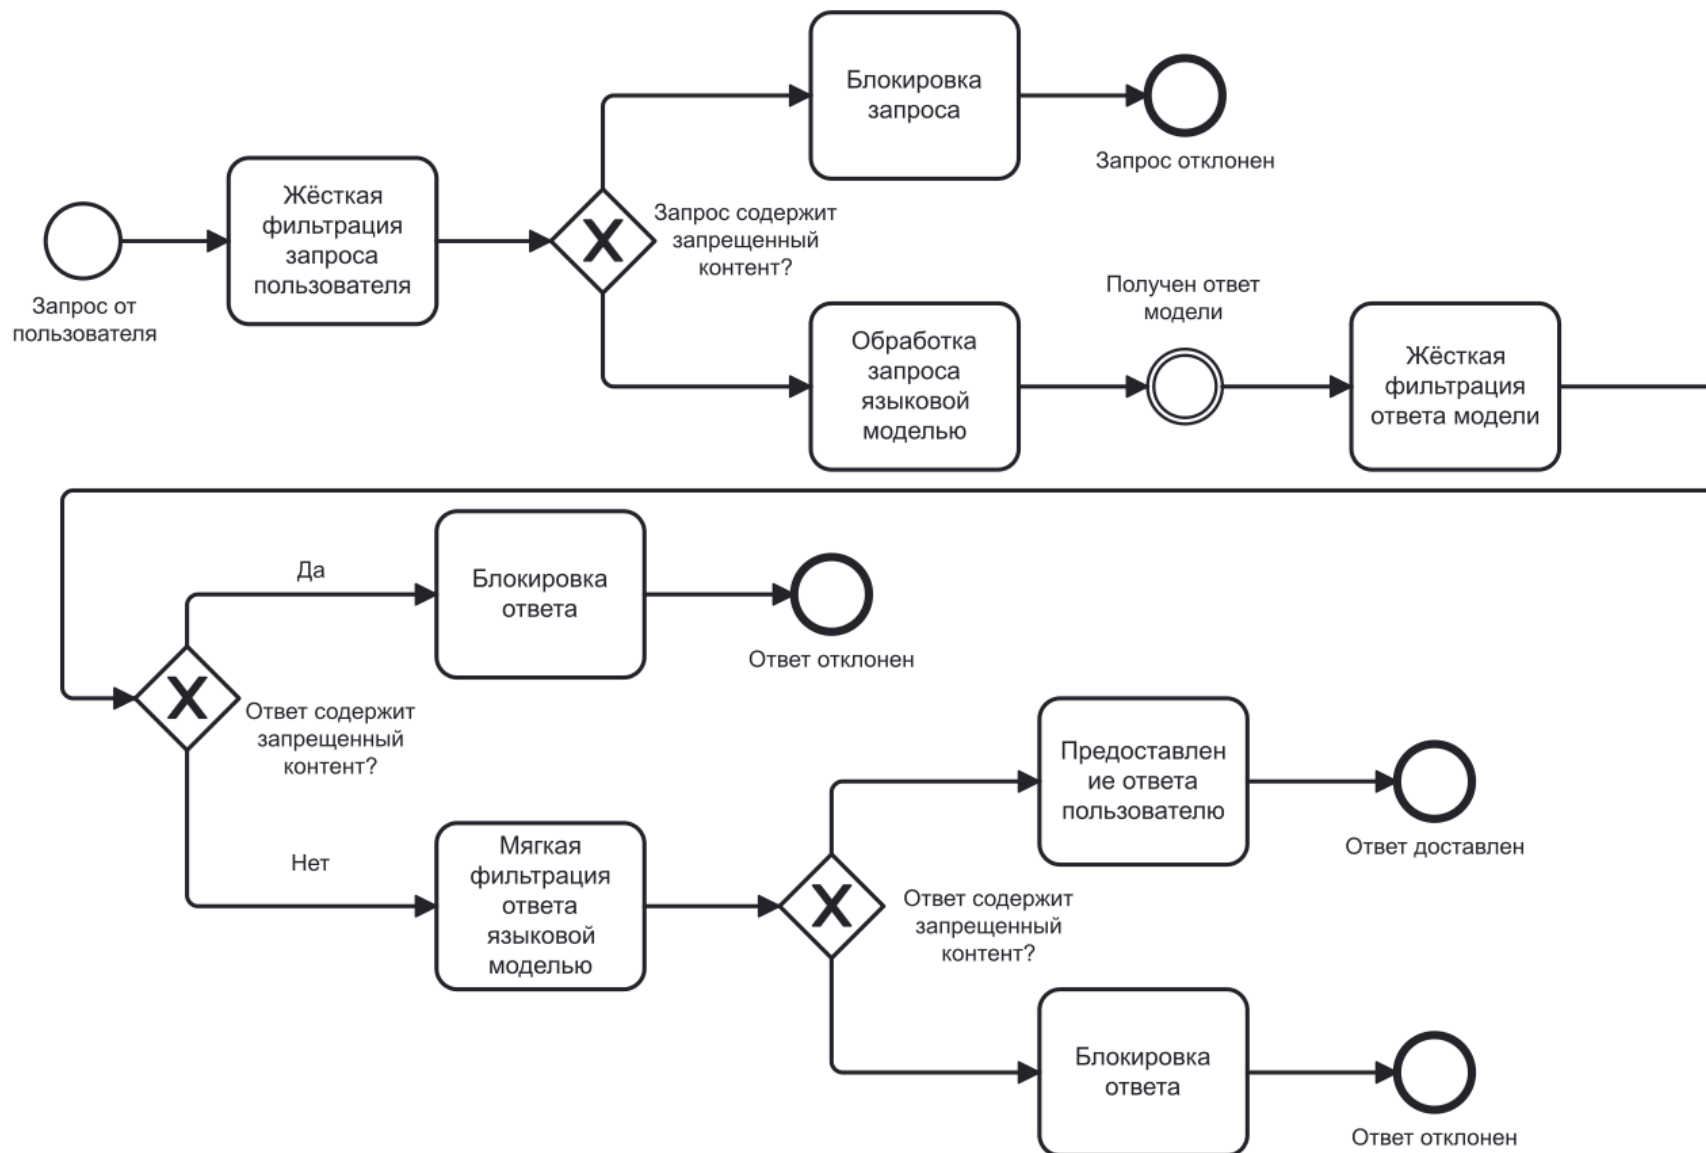 Блокировка
запроса
Запрос отклонен
Жёсткая
фильтрация
запроса
пользователя
Запрос от
пользователя
X
Запрос содержит
запрещенный
контент?
Обработка
запроса
языковой
моделью
Получен ответ
модели
Жёсткая
фильтрация
ответа модели
Да
Блокировка
ответа
Ответ отклонен
X
Ответ содержит
запрещенный
контент?
Нет
Мягкая
фильтрация
ответа
языковой
моделью
X
Ответ содержит
запрещенный
контент?
Предоставлен
ие ответа
пользователю
Ответ доставлен
Блокировка
ответа
Ответ отклонен